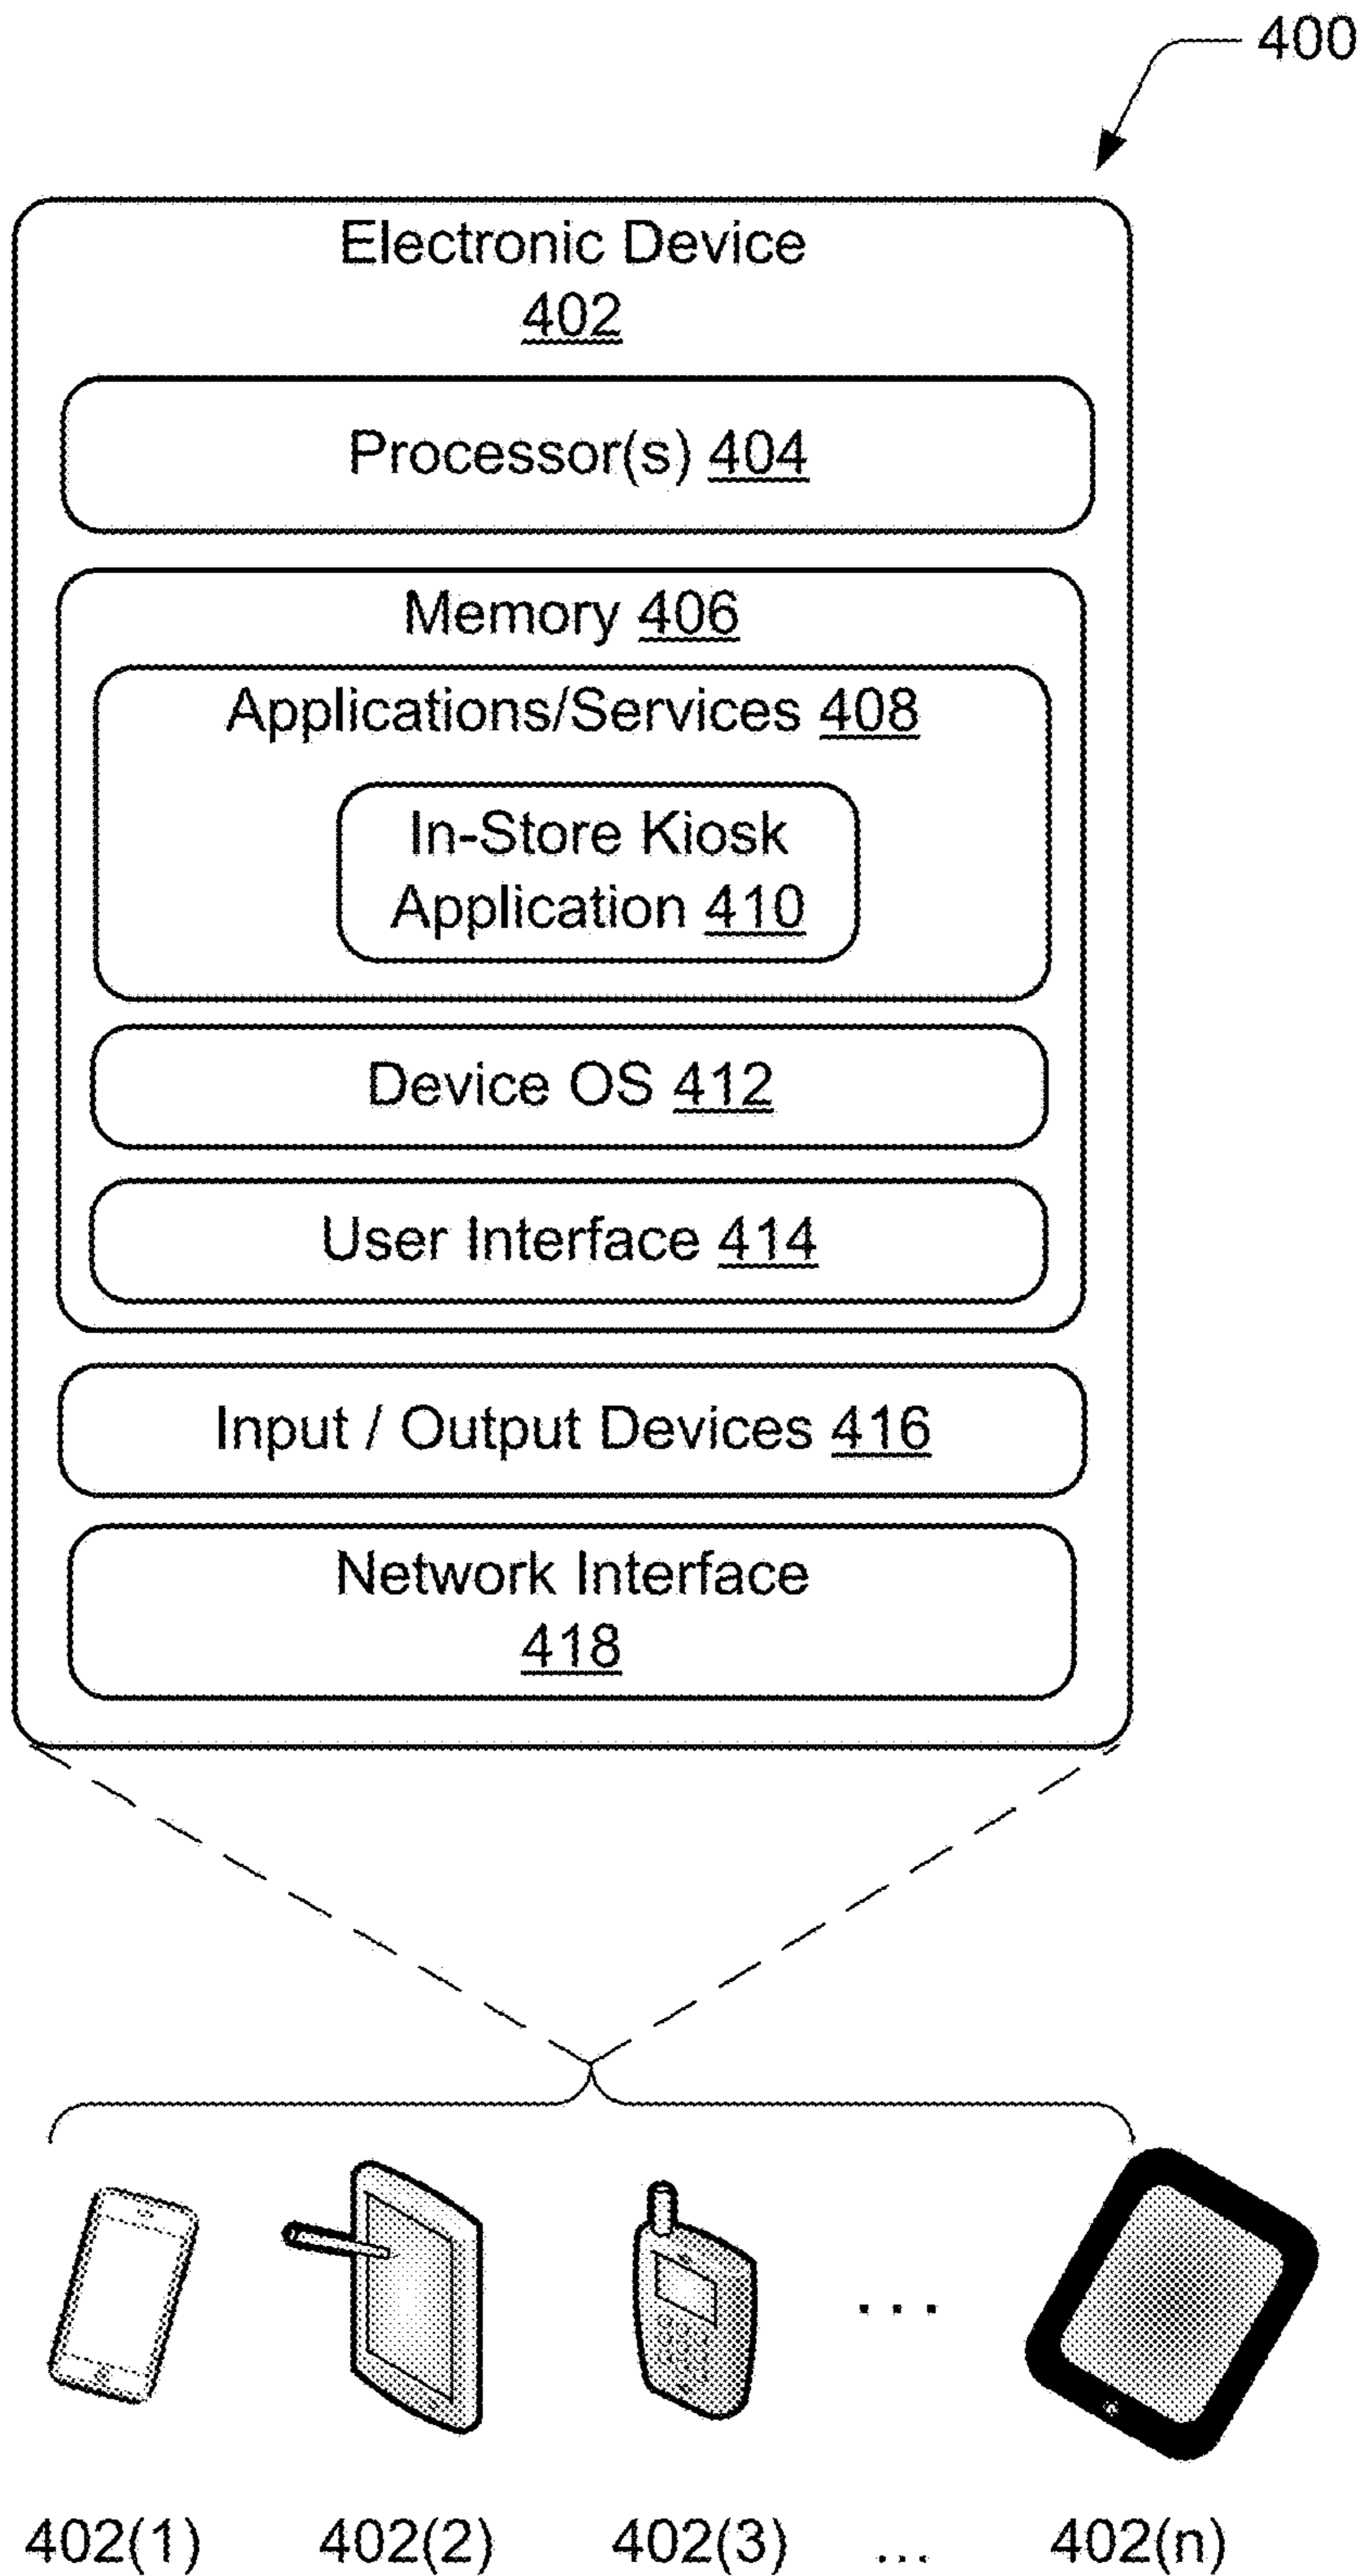 400
Electronic Device
402
Processor(s) 404
Memory 406
Applications/Services 408
In-Store Kiosk
Application 410
Device OS 412
User Interface 414
Input / Output Devices 416
Network Interface
418
...
402(1) 402(2) 402(3) ... 402(n)